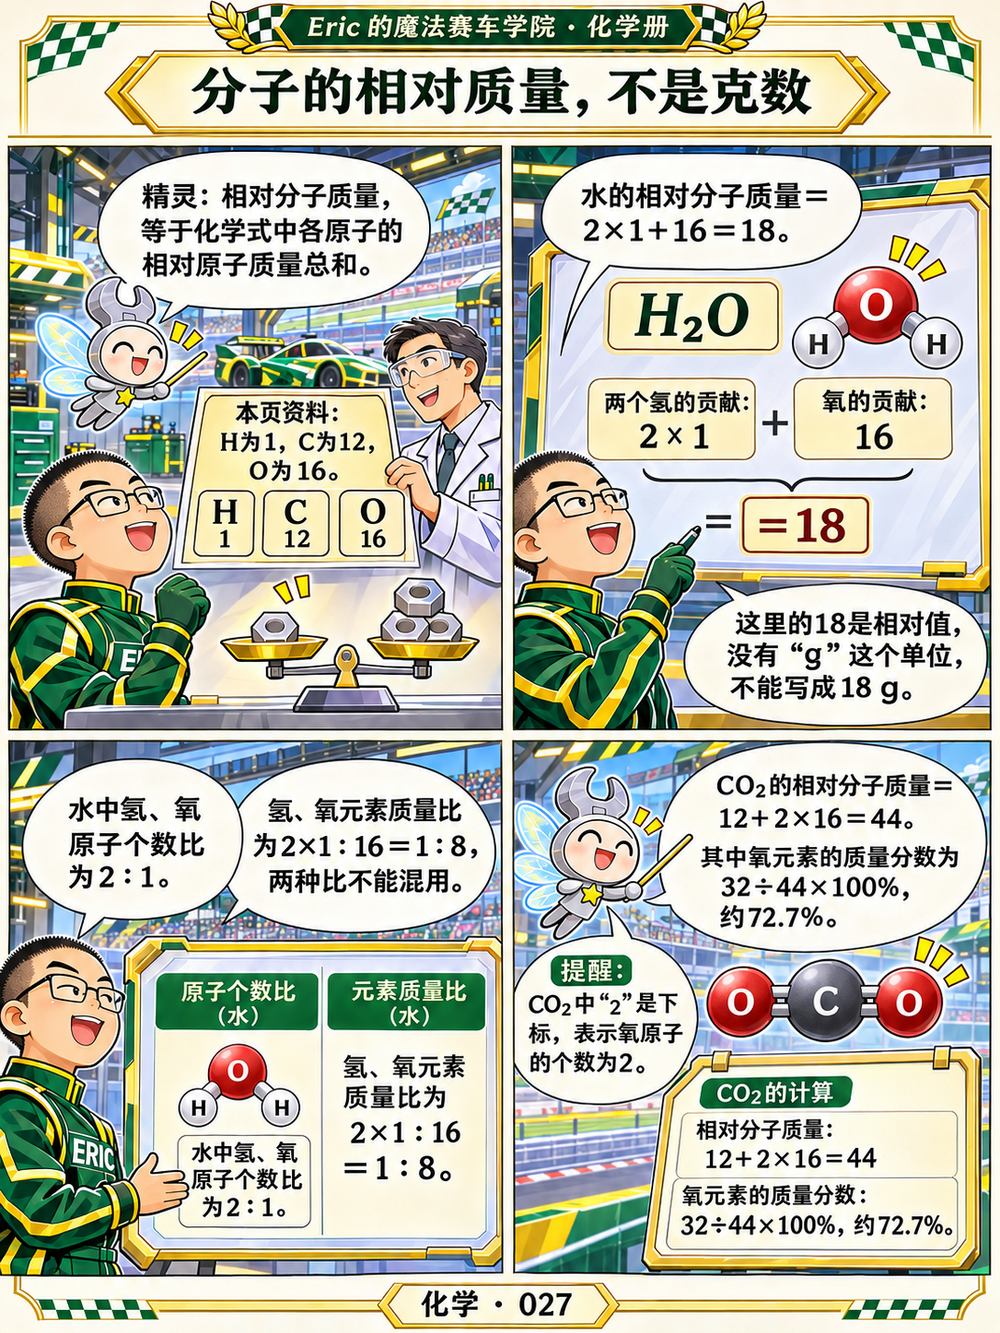 Eric 的魔法赛车学院·化学册
分子的相对质量，不是克数
精灵：相对分子质量，
等于化学式中各原子的
相对原子质量总和。
本页资料：
H为1，C为12，
O为16。
H
1
C
12
O
16
E
水的相对分子质量＝
2×1＋16＝18。
H₂O
O
H
H
两个氢的贡献：
2×1
+
氧的贡献：
16
=
=18
这里的18是相对值，
没有“g”这个单位，
不能写成18 g。
水中氢、氧
原子个数比
为2：1。
氢、氧元素质量比
为2×1：16＝1：8，
两种比不能混用。
原子个数比
（水）
O
H
H
水中氢、氧
原子个数比
为2：1。
元素质量比
（水）
氢、氧元素
质量比为
2×1：16
＝1：8。
ERIC
CO₂的相对分子质量＝
12＋2×16＝44。
其中氧元素的质量分数为
32÷44×100%，
约72.7%。
提醒：
CO₂中“2”是下
标，表示氧原子
的个数为2。
O
C
O
CO₂的计算
相对分子质量：
12＋2×16＝44
氧元素的质量分数：
32÷44×100%，约72.7%。
化学·027